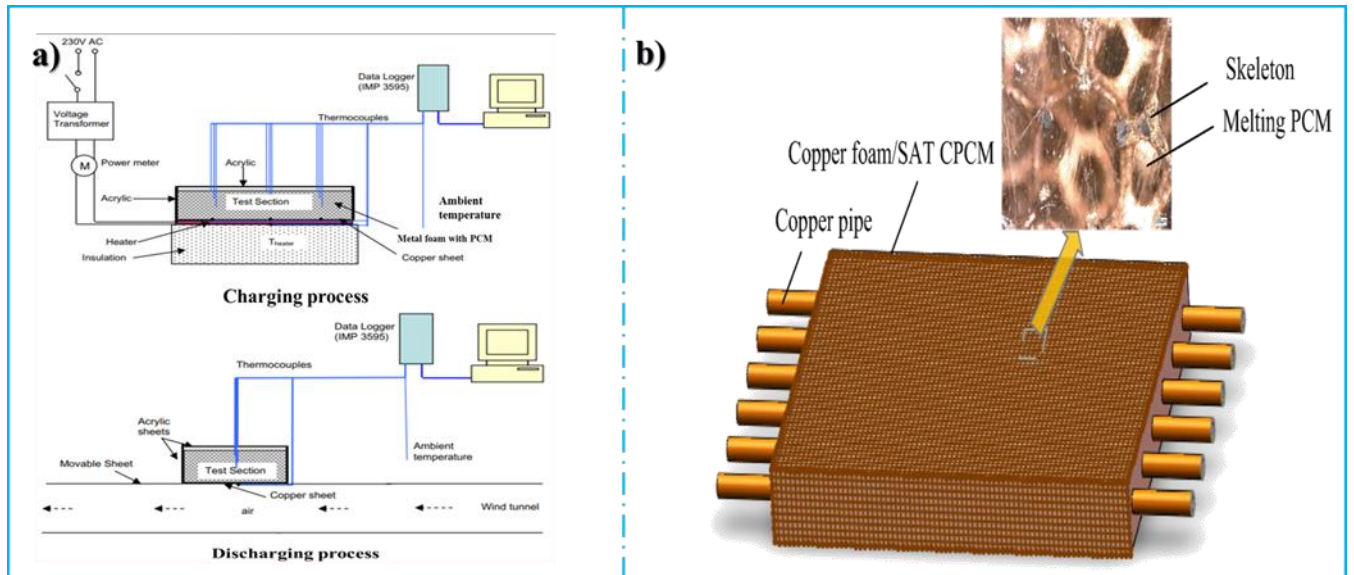 a)
230V AC
Voltage
Transformer
M
Power meter
Data Logger
(IMP 3595)
Thermocouples
Acrylic
Acrylic
Test Section
Ambient
temperature
Heater
Insulation
Theater
Metal foam with PCM
Copper sheet
Charging process
Data Logger
(IMP 3595)
Thermocouples
Acrylic
sheets
Movable Sheet
Test Section
Ambient
temperature
Copper sheet
air
Wind tunnel
Discharging process
b)
Skeleton
Melting PCM
Copper foam/SAT CPCM
Copper pipe